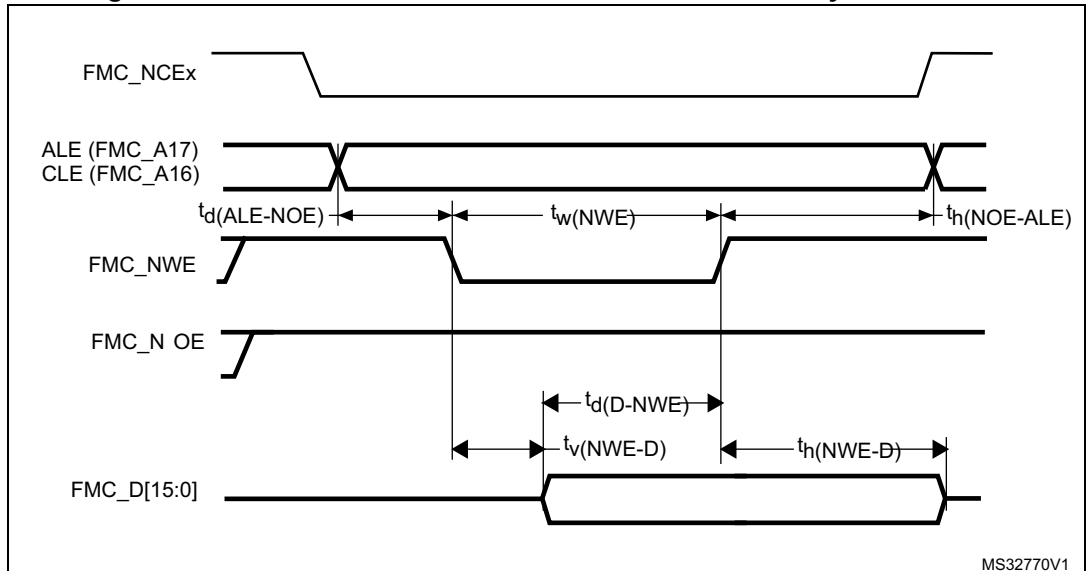 FMC_NCEx
ALE (FMC_A17)
CLE (FMC_A16)
td(ALE-NOE)
tw(NWE)
th(NOE-ALE)
FMC_NWE
FMC_N OE
td(D-NWE)
tv(NWE-D)
th(NWE-D)
FMC_D[15:0]
MS32770V1